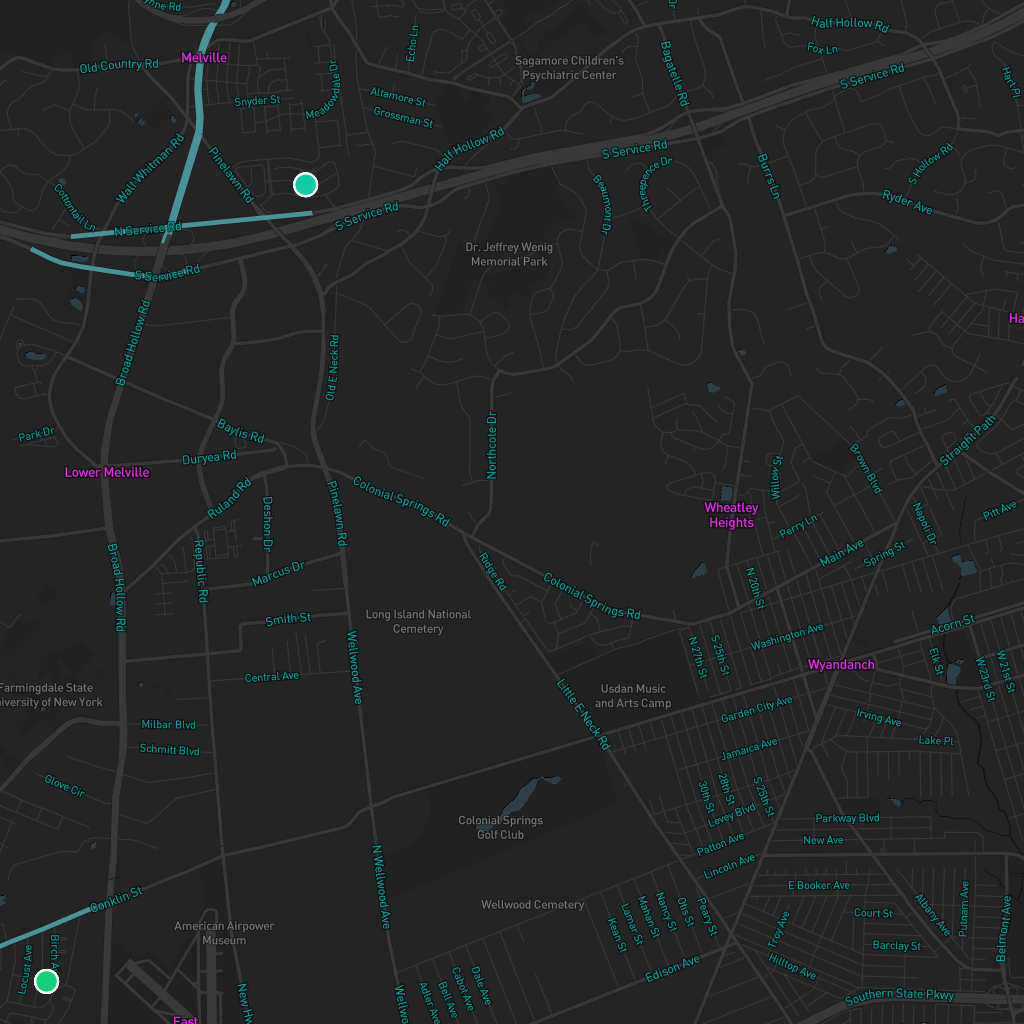 Half Hollow Rd
Fox Ln
Melville
Old Country Rd
Echo Ln
Sagamore Children's
Psychiatric Center
Bagatelle Rd
S Service Rd
Hart Pl
Snyder St
Meadowdale Dr
Altamore St
Grossman St
Half Hollow Rd
S Service Rd
Walt Whitman Rd
Pinelawn Rd
Burrs Ln
S Hollow Rd
Threepence Dr
Beaumont Dr
Cottontail Ln
Ryder Ave
N Service Rd
S Service Rd
Dr. Jeffrey Wenig
Memorial Park
S Service Rd
Broad Hollow Rd
Old E Neck Rd
Park Dr
Baylis Rd
Duryea Rd
Northcote Dr
Straight Path
Lower Melville
Willow St
Brown Blvd
Ruland Rd
Deshon Dr
Pinelawn Rd
Colonial Springs Rd
Wheatley
Heights
Perry Ln
Napoli Dr
Pitt Ave
Main Ave
Spring St
Broad Hollow Rd
Republic Rd
Marcus Dr
Ridge Rd
Colonial Springs Rd
N 20th St
Smith St
Long Island National
Cemetery
Washington Ave
Acorn St
N 27th St
S 25th St
Wyandanch
Elk St
W 23rd St
W 21st St
Central Ave
Wellwood Ave
Farmingdale State
University of New York
Usdan Music
and Arts Camp
Little E Neck Rd
Garden City Ave
Irving Ave
Milbar Blvd
Schmitt Blvd
Jamaica Ave
Lake Pl
Glove Cir
30th St
28th St
S 25th St
Levey Blvd
Colonial Springs
Golf Club
Parkway Blvd
New Ave
Patton Ave
Lincoln Ave
N Wellwood Ave
Conklin St
E Booker Ave
Wellwood Cemetery
Court St
Albany Ave
Putnam Ave
Belmont Ave
American Airpower
Museum
Kean St
Lamar St
Mahan St
Nancy St
Otis St
Peary St
Troy Ave
Barclay St
Hilltop Ave
Locust Ave
Edison Ave
Adler Ave
Bell Ave
Cabot Ave
Dale Ave
Southern State Pkwy
East